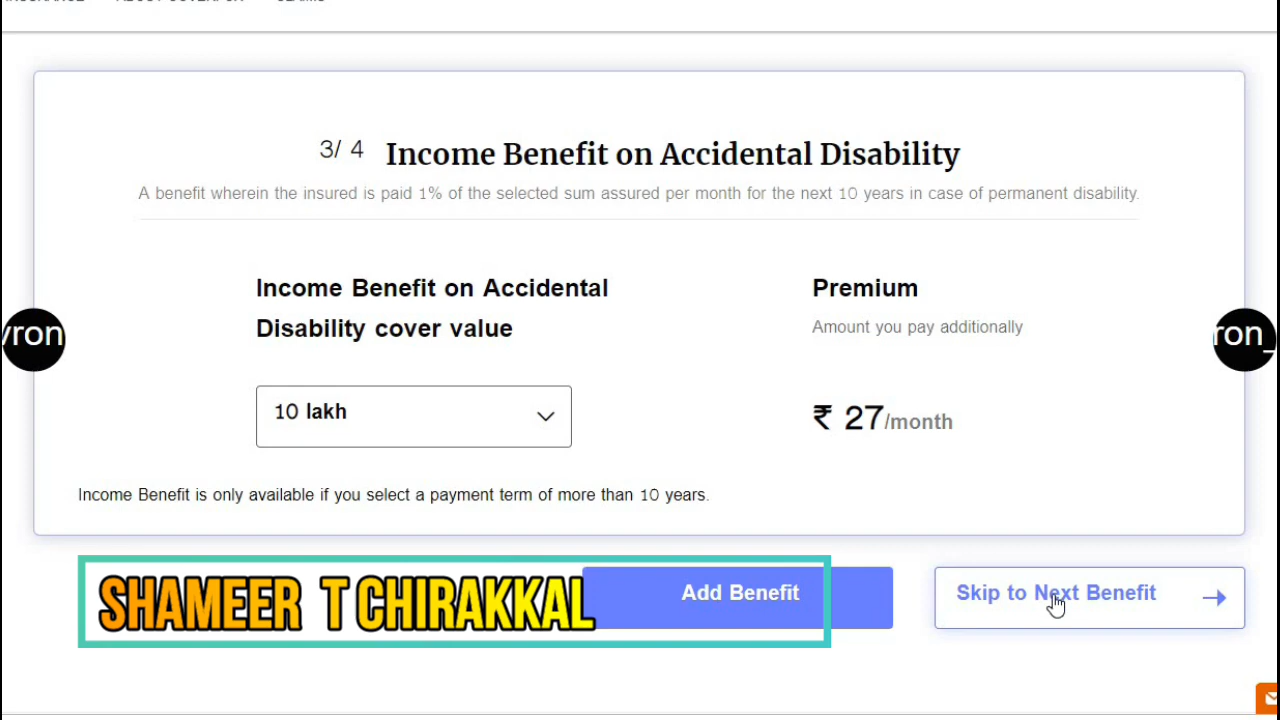 3/ 4 Income Benefit on Accidental Disability
A benefit wherein the insured is paid 1% of the selected sum assured per month for the next 10 years in case of permanent disability.
Income Benefit on Accidental
Disability cover value
Premium
Amount you pay additionally
yron
ron_
10 lakh
₹ 27/month
Income Benefit is only available if you select a payment term of more than 10 years.
SHAMEER T CHIRAKKAL
Add Benefit
Skip to Next Benefit